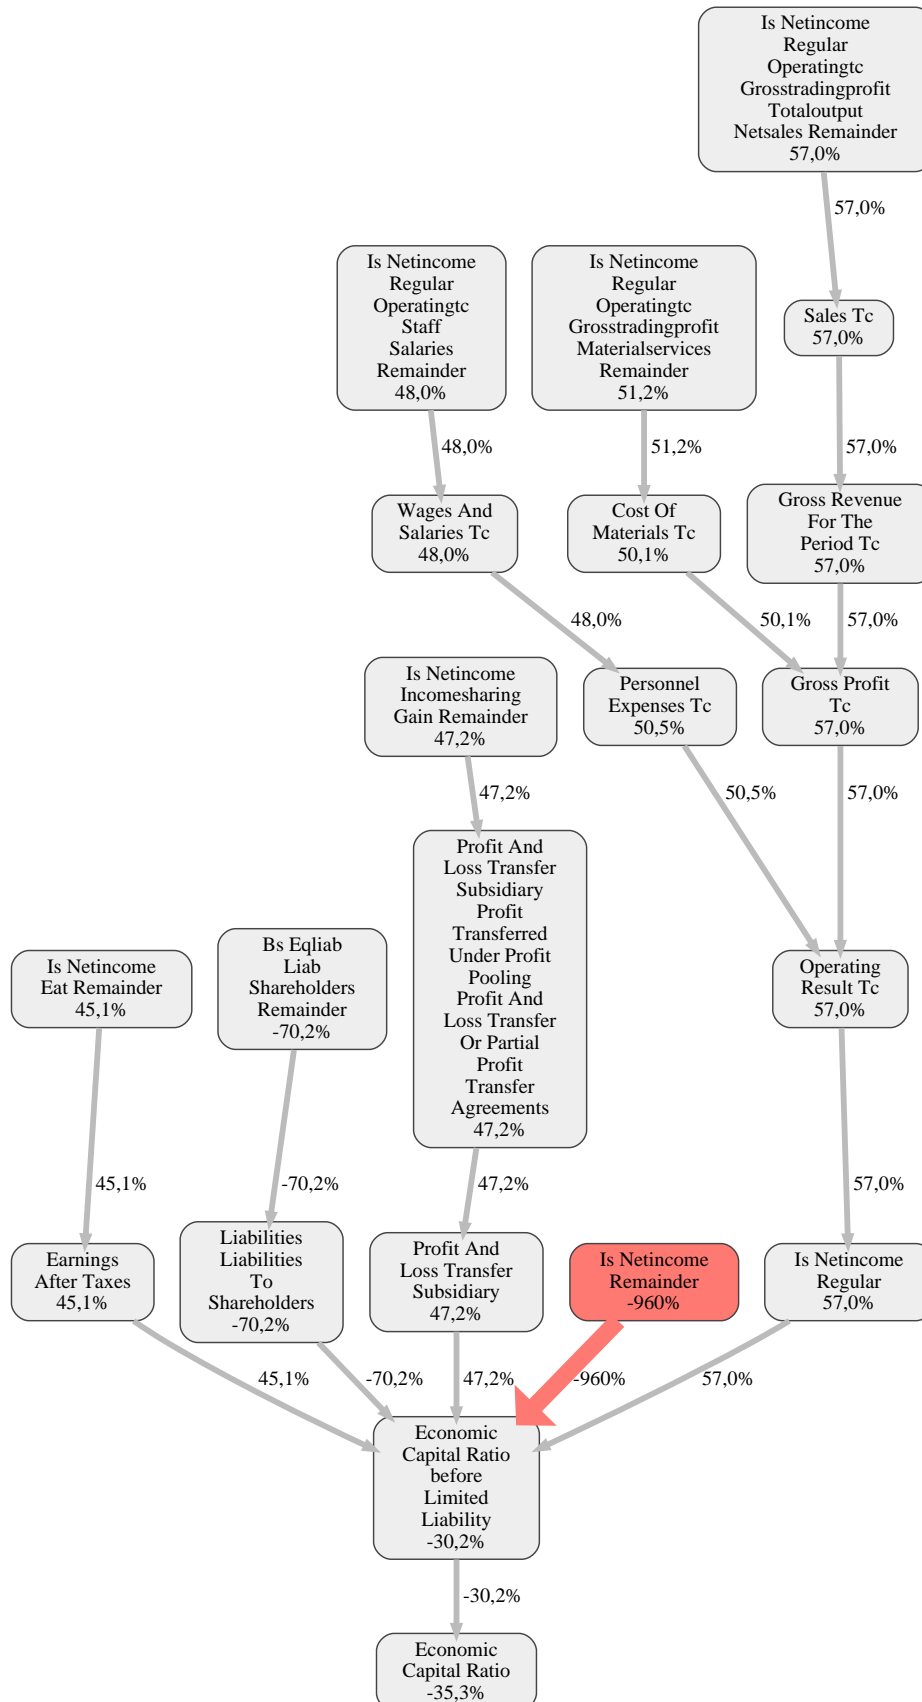 Is Netincome
Regular
Operatingtc
Grosstradingprofit
Totaloutput
Netsales Remainder
57,0%
57,0%
Is Netincome
Regular
Operatingtc
Staff
Salaries
Remainder
48,0%
Is Netincome
Regular
Operatingtc
Grosstradingprofit
Materialservices
Remainder
51,2%
Sales Tc
57,0%
48,0%
51,2%
57,0%
Wages And
Salaries Tc
48,0%
Cost Of
Materials Tc
50,1%
Gross Revenue
For The
Period Tc
57,0%
48,0%
50,1%
57,0%
Is Netincome
Incomesharing
Gain Remainder
47,2%
Personnel
Expenses Tc
50,5%
Gross Profit
Tc
57,0%
47,2%
50,5%
57,0%
Profit And
Loss Transfer
Subsidiary
Profit
Transferred
Under Profit
Pooling
Profit And
Loss Transfer
Or Partial
Profit
Transfer
Agreements
47,2%
Is Netincome
Eat Remainder
45,1%
Bs Eqliab
Liab
Shareholders
Remainder
-70,2%
Operating
Result Tc
57,0%
45,1%
-70,2%
47,2%
57,0%
Earnings
After Taxes
45,1%
Liabilities
Liabilities
To
Shareholders
-70,2%
Profit And
Loss Transfer
Subsidiary
47,2%
Is Netincome
Remainder
-960%
Is Netincome
Regular
57,0%
45,1%
-70,2%
47,2%
-960%
57,0%
Economic
Capital Ratio
before
Limited
Liability
-30,2%
-30,2%
Economic
Capital Ratio
-35,3%